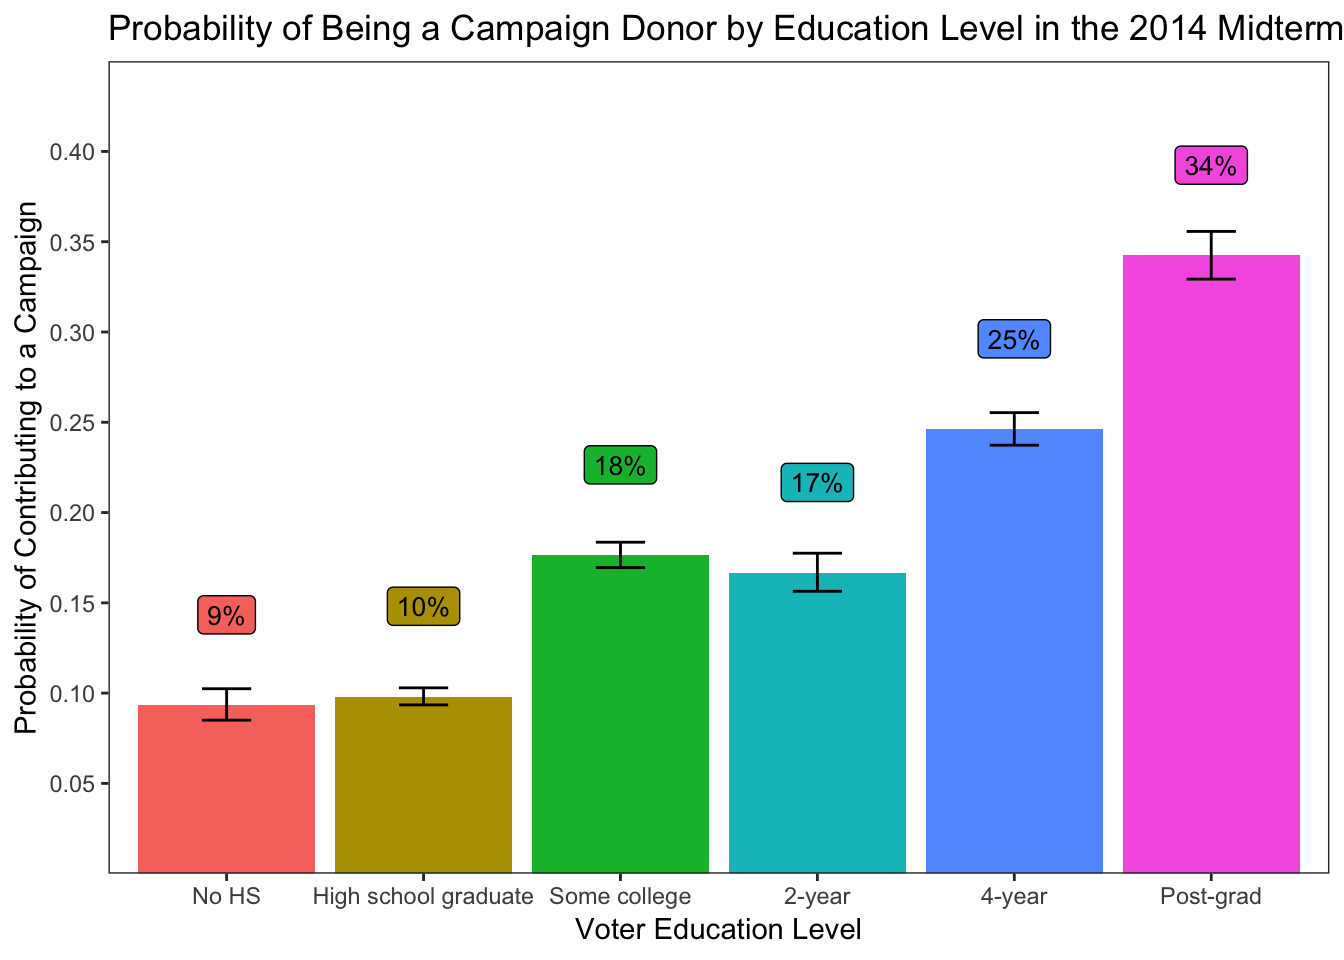 Probability of Being a Campaign Donor by Education Level in the 2014 Midterm
Probability of Contributing to a Campaign
0.40
0.35
0.30
0.25
0.20
0.15
0.10
0.05
9%
10%
18%
17%
25%
34%
No HS
High school graduate
Some college
2-year
4-year
Post-grad
Voter Education Level